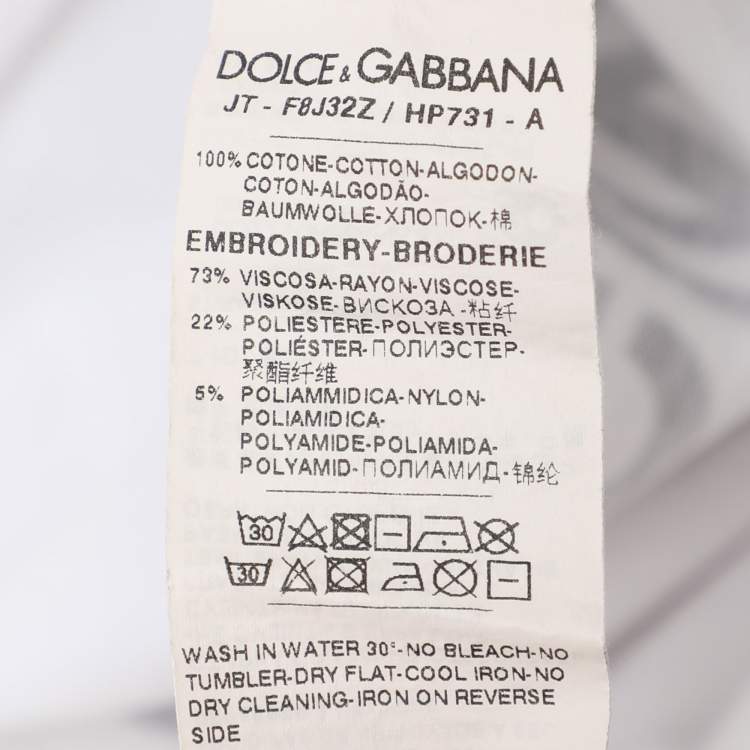 DOLCE & GABBANA
JT - F8J32Z / HP731 - A
100% COTONE-COTTON-ALGODON-
COTON-ALGODÃO-
BAUMWOLLE-ХЛОПОК-棉
EMBROIDERY-BRODERIE
73% VISCOSA-RAYON-VISCOSE-
VISKOSE-ВИСКОЗА -粘纤
22% POLIESTERE-POLYESTER-
POLIÉSTER-ПОЛИЭСТЕР-
聚酯纤维
5% POLIAMMIDICA-NYLON-
POLIAMIDICA-
POLYAMIDE-POLIAMIDA-
POLYAMID-ПОЛИАМИД-锦纶
30
30
WASH IN WATER 30°-NO BLEACH-NO
TUMBLER-DRY FLAT-COOL IRON-NO
DRY CLEANING-IRON ON REVERSE
SIDE